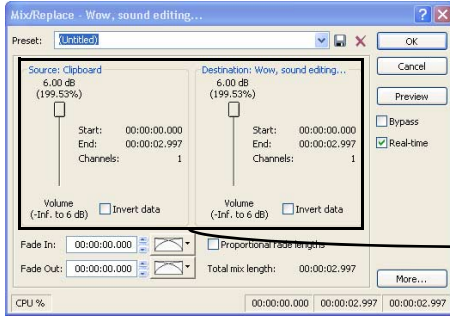 Mix/Replace - Wow, sound editing...
Preset: (Untitled)
OK
Source: Clipboard
6.00 dB
(199.53%)
Start: 00:00:00.000
End: 00:00:02.997
Channels: 1
Volume
(-Inf. to 6 dB)
Invert data
Destination: Wow, sound editing...
6.00 dB
(199.53%)
Start: 00:00:00.000
End: 00:00:02.997
Channels: 1
Volume
(-Inf. to 6 dB)
Invert data
Cancel
Preview
Bypass
Real-time
Fade In: 00:00:00.000
Proportional fade lengths
Fade Out: 00:00:00.000
Total mix length: 00:00:02.997
More...
CPU % 00:00:00.000 00:00:02.997 00:00:02.997